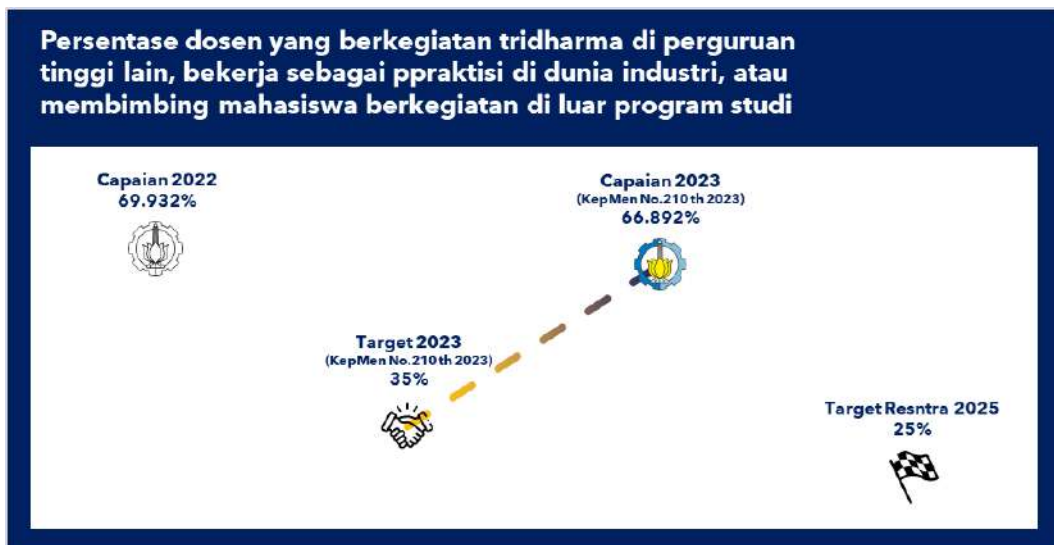 Persentase dosen yang berkegiatan tridharma di perguruan
tinggi lain, bekerja sebagai ppraktisi di dunia industri, atau
membimbing mahasiswa berkegiatan di luar program studi
Capaian 2022
69.932%
Capaian 2023
(KepMen No.210 th 2023)
66.892%
Target 2023
(KepMen No.210 th 2023)
35%
Target Resntra 2025
25%